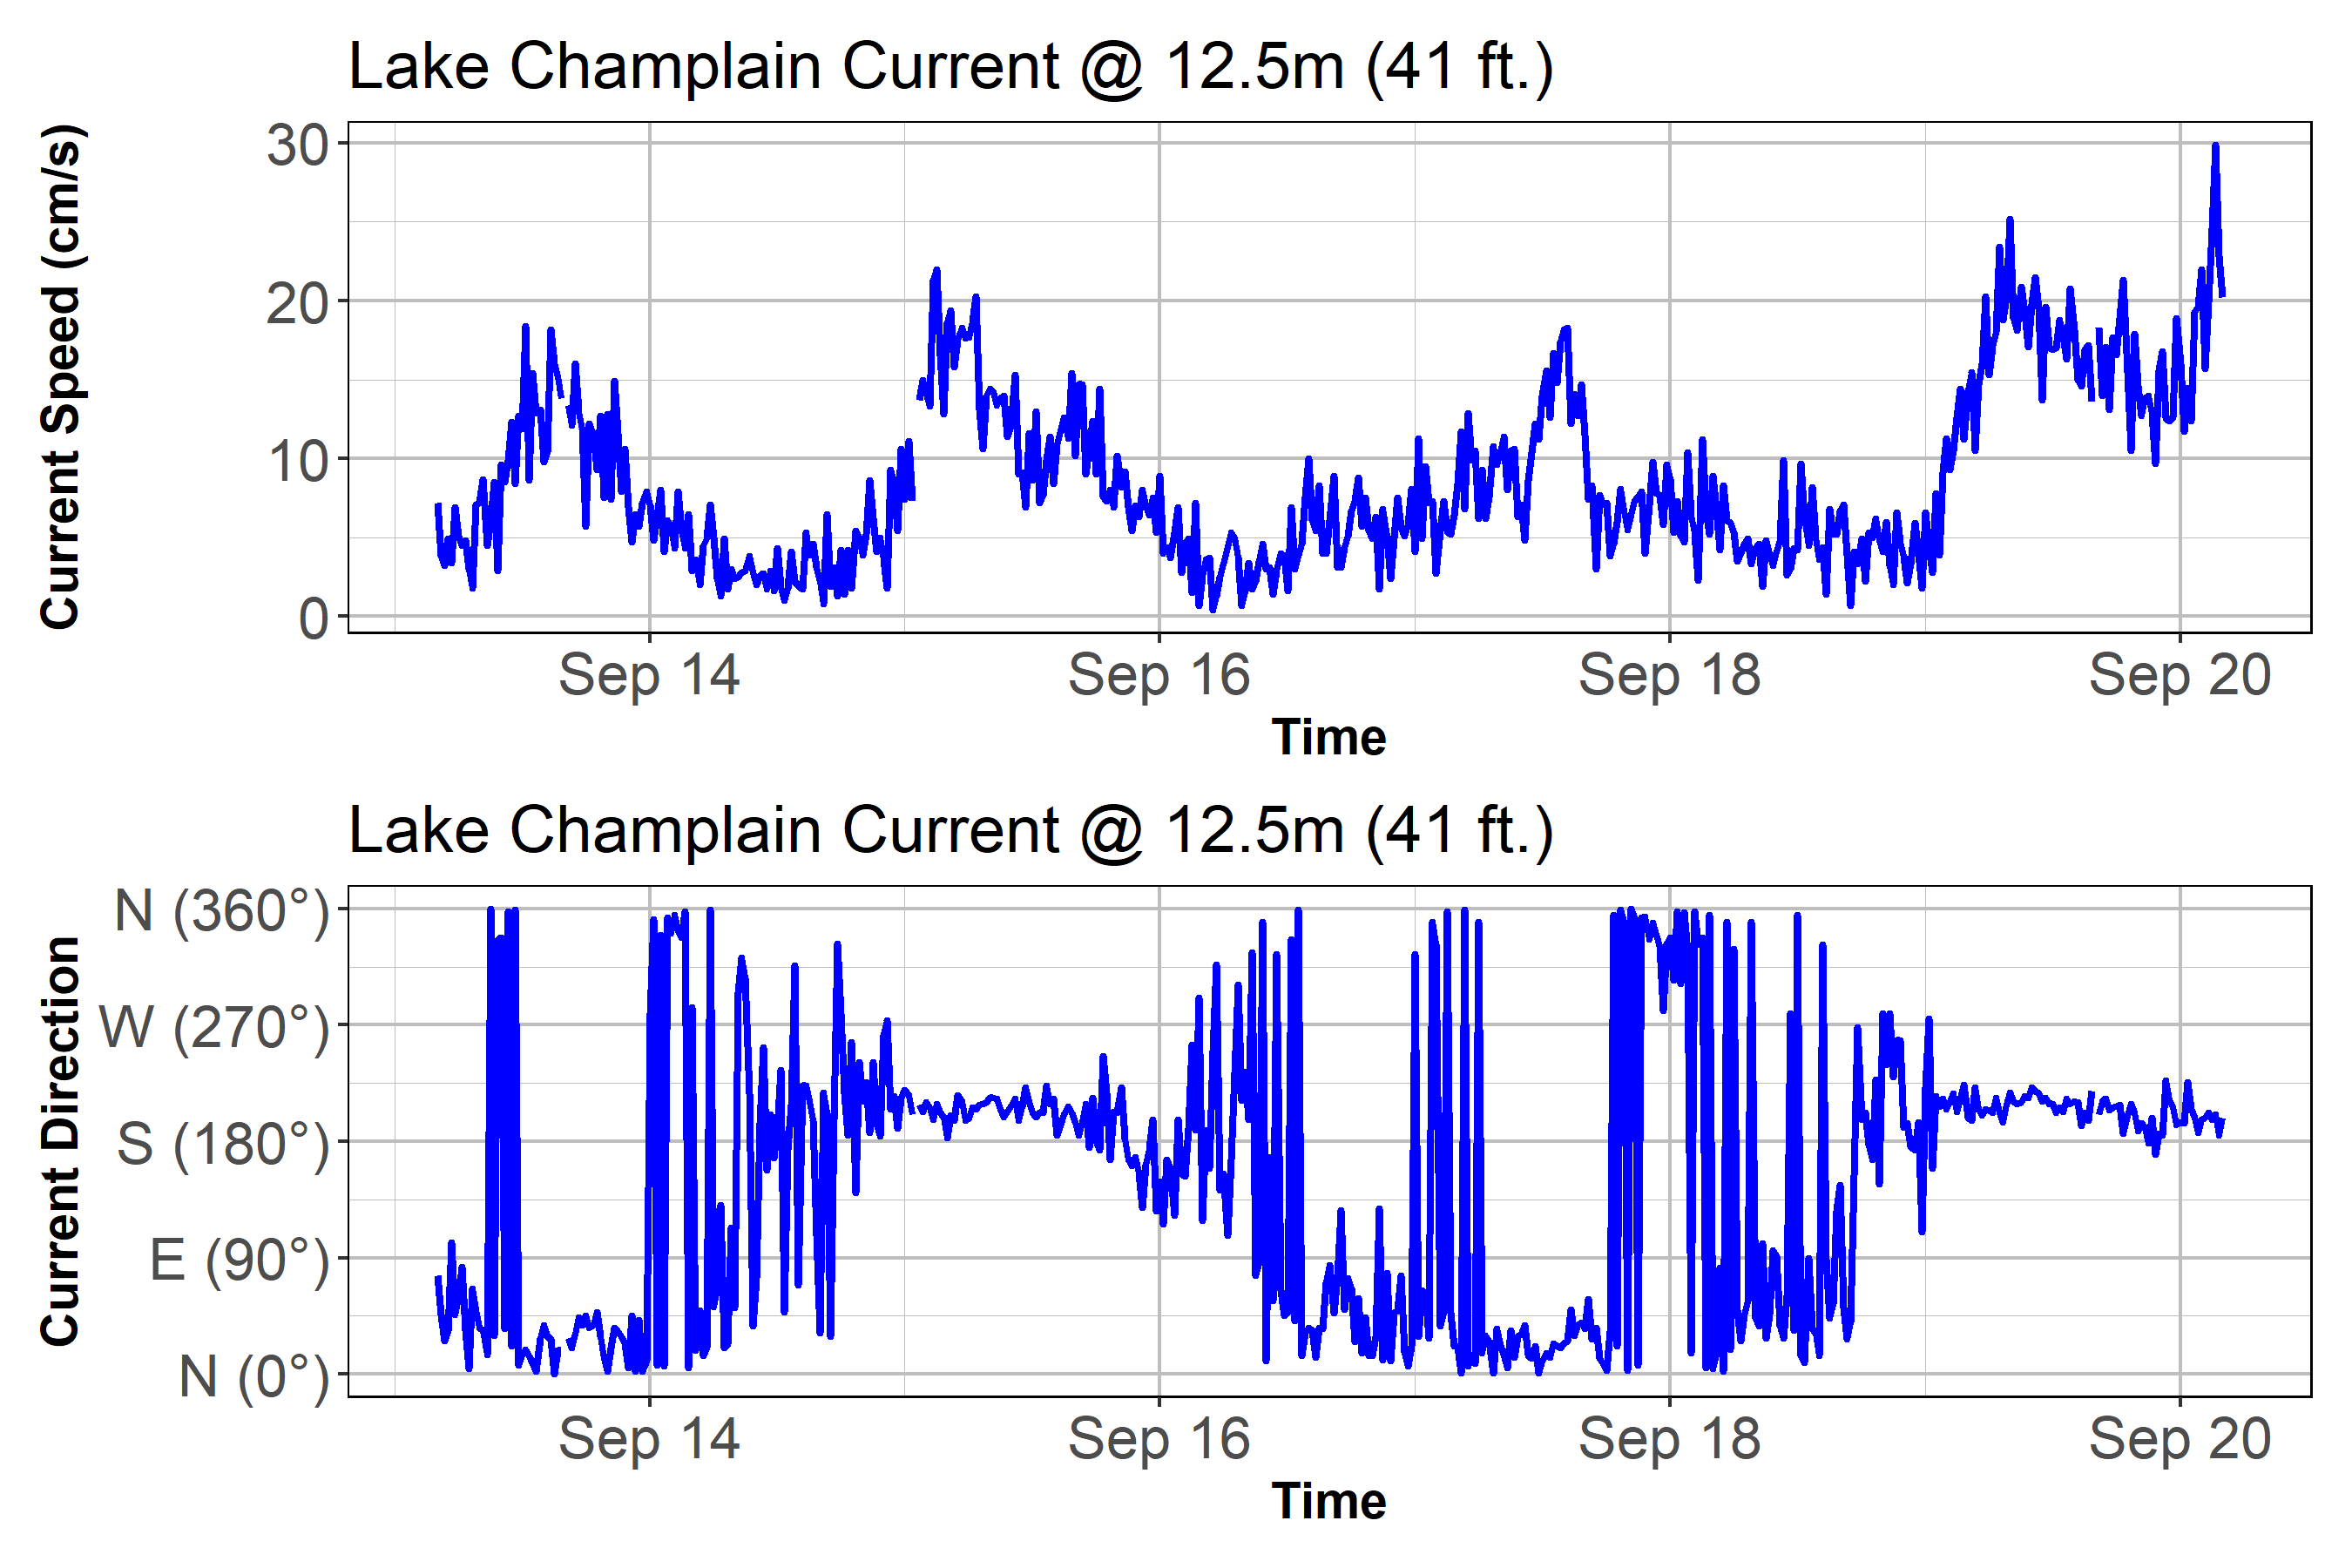 Lake Champlain Current @ 12.5m (41 ft.)
Current Speed (cm/s)
30
20
10
0
Sep 14 Sep 16 Sep 18 Sep 20
Time
Lake Champlain Current @ 12.5m (41 ft.)
Current Direction
N (360°)
W (270°)
S (180°)
E (90°)
N (0°)
Sep 14 Sep 16 Sep 18 Sep 20
Time